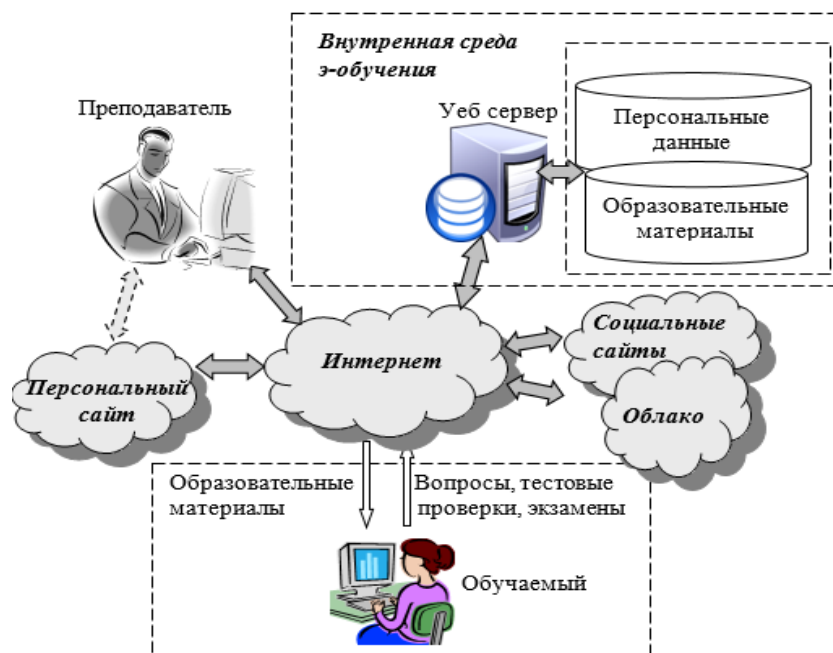 Внутренная среда
э-обучения
Преподаватель
Уеб сервер
Персональные
данные
Образовательные
материалы
Социальные
сайты
Интернет
Персональный
сайт
Облако
Образовательные
материалы
Вопросы, тестовые
проверки, экзамены
Обучаемый